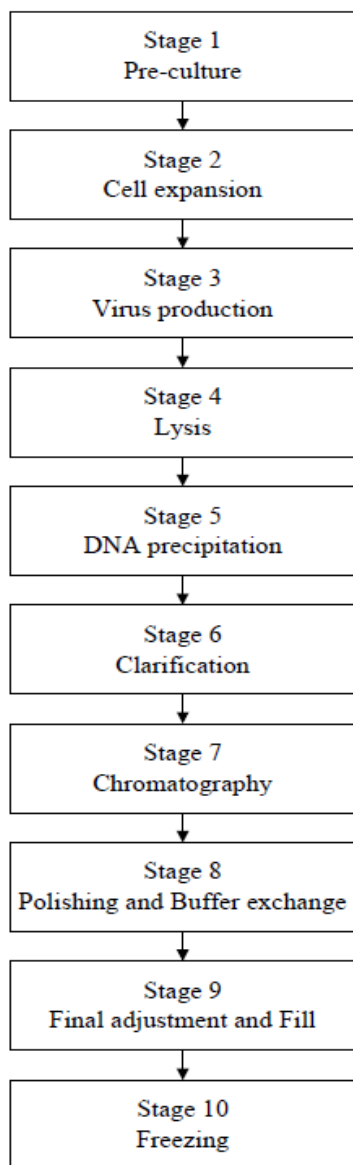 Stage 1
Pre-culture
Stage 2
Cell expansion
Stage 3
Virus production
Stage 4
Lysis
Stage 5
DNA precipitation
Stage 6
Clarification
Stage 7
Chromatography
Stage 8
Polishing and Buffer exchange
Stage 9
Final adjustment and Fill
Stage 10
Freezing